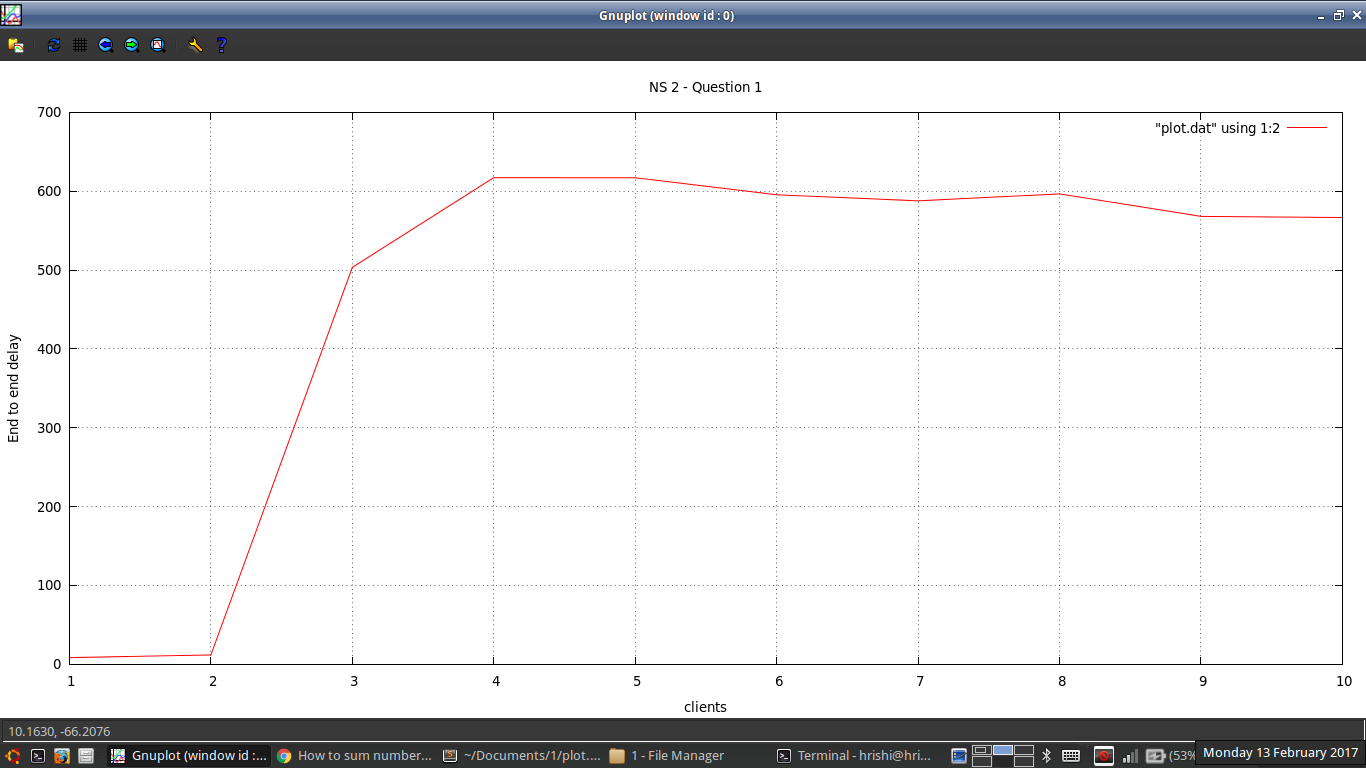 Gnuplot (window id : 0)
NS 2 - Question 1
"plot.dat" using 1:2
700
600
500
400
300
200
100
0
End to end delay
1 2 3 4 5 6 7 8 9 10
clients
10.1630, -66.2076
Gnuplot (window id :... How to sum number... ~/Documents/1/plot.... 1 - File Manager Terminal - hrishi@hri... (53% Monday 13 February 2017